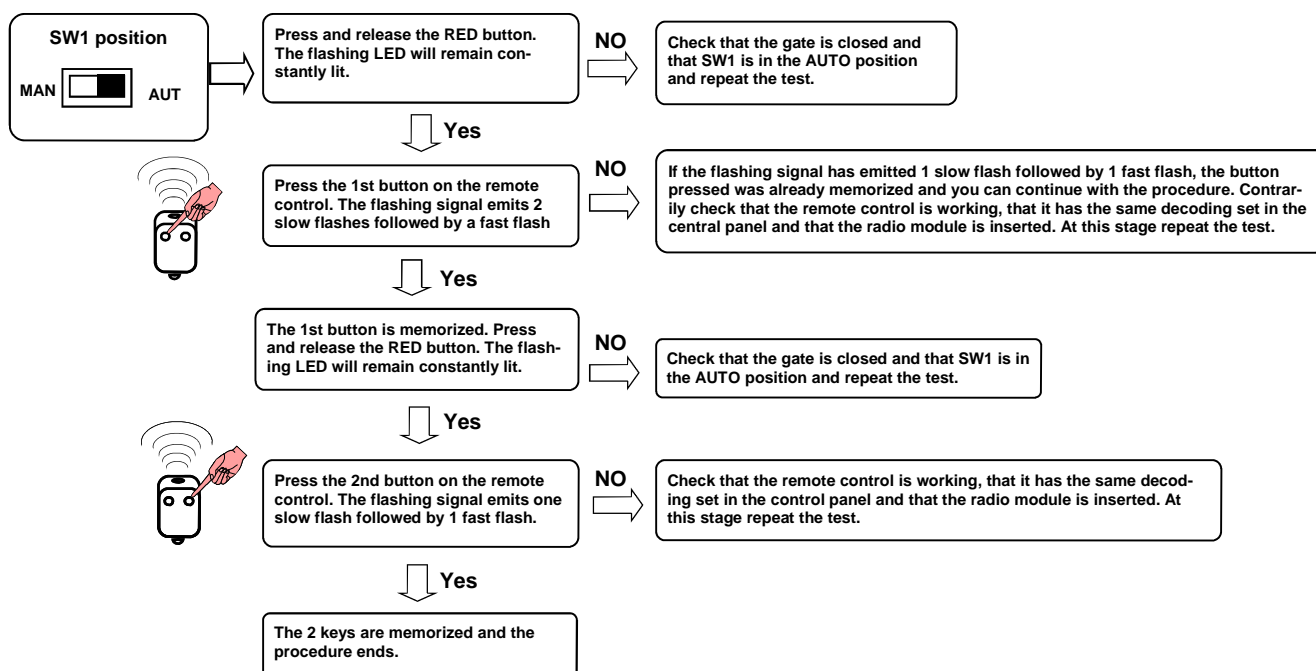 SW1 position
MAN
AUT
Press and release the RED button.
The flashing LED will remain con-
stantly lit.
NO
Check that the gate is closed and
that SW1 is in the AUTO position
and repeat the test.
Yes
Press the 1st button on the remote
control. The flashing signal emits 2
slow flashes followed by a fast flash
NO
If the flashing signal has emitted 1 slow flash followed by 1 fast flash, the button
pressed was already memorized and you can continue with the procedure. Contrar-
ily check that the remote control is working, that it has the same decoding set in the
central panel and that the radio module is inserted. At this stage repeat the test.
Yes
The 1st button is memorized. Press
and release the RED button. The flash-
ing LED will remain constantly lit.
NO
Check that the gate is closed and that SW1 is in
the AUTO position and repeat the test.
Yes
Press the 2nd button on the remote
control. The flashing signal emits one
slow flash followed by 1 fast flash.
NO
Check that the remote control is working, that it has the same decod-
ing set in the control panel and that the radio module is inserted. At
this stage repeat the test.
Yes
The 2 keys are memorized and the
procedure ends.